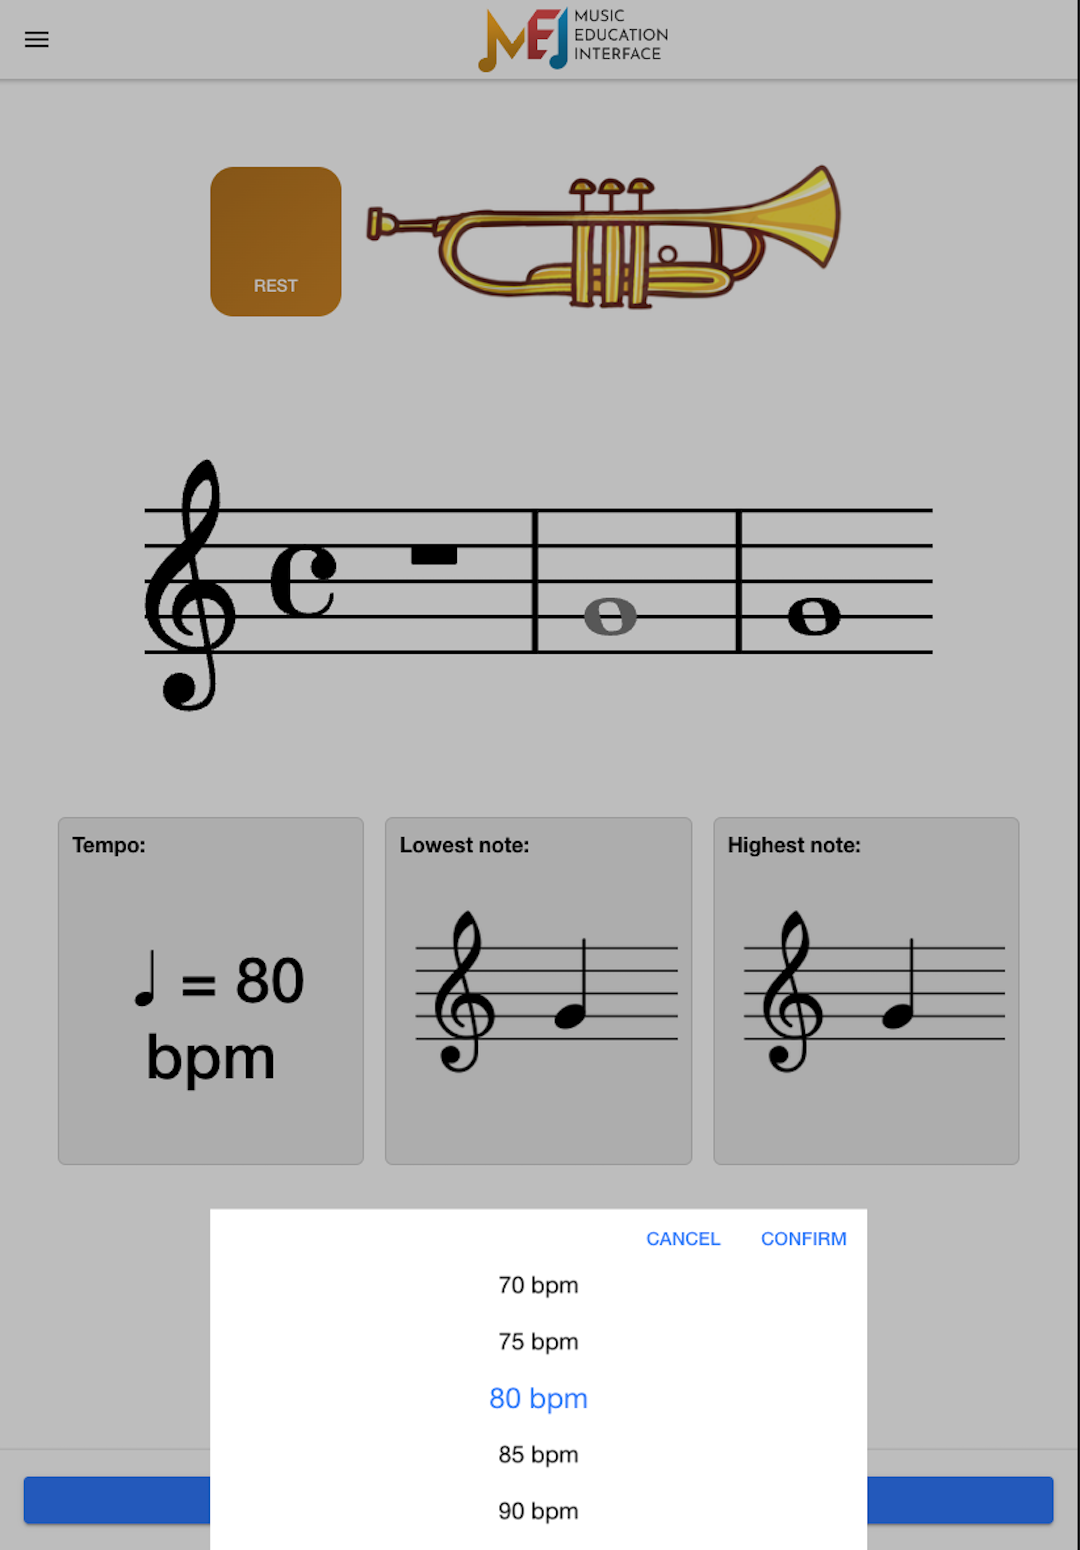 MEI
MUSIC
EDUCATION
INTERFACE
REST
Tempo:
Lowest note:
Highest note:
♩ = 80
bpm
CANCEL
CONFIRM
70 bpm
75 bpm
80 bpm
85 bpm
90 bpm